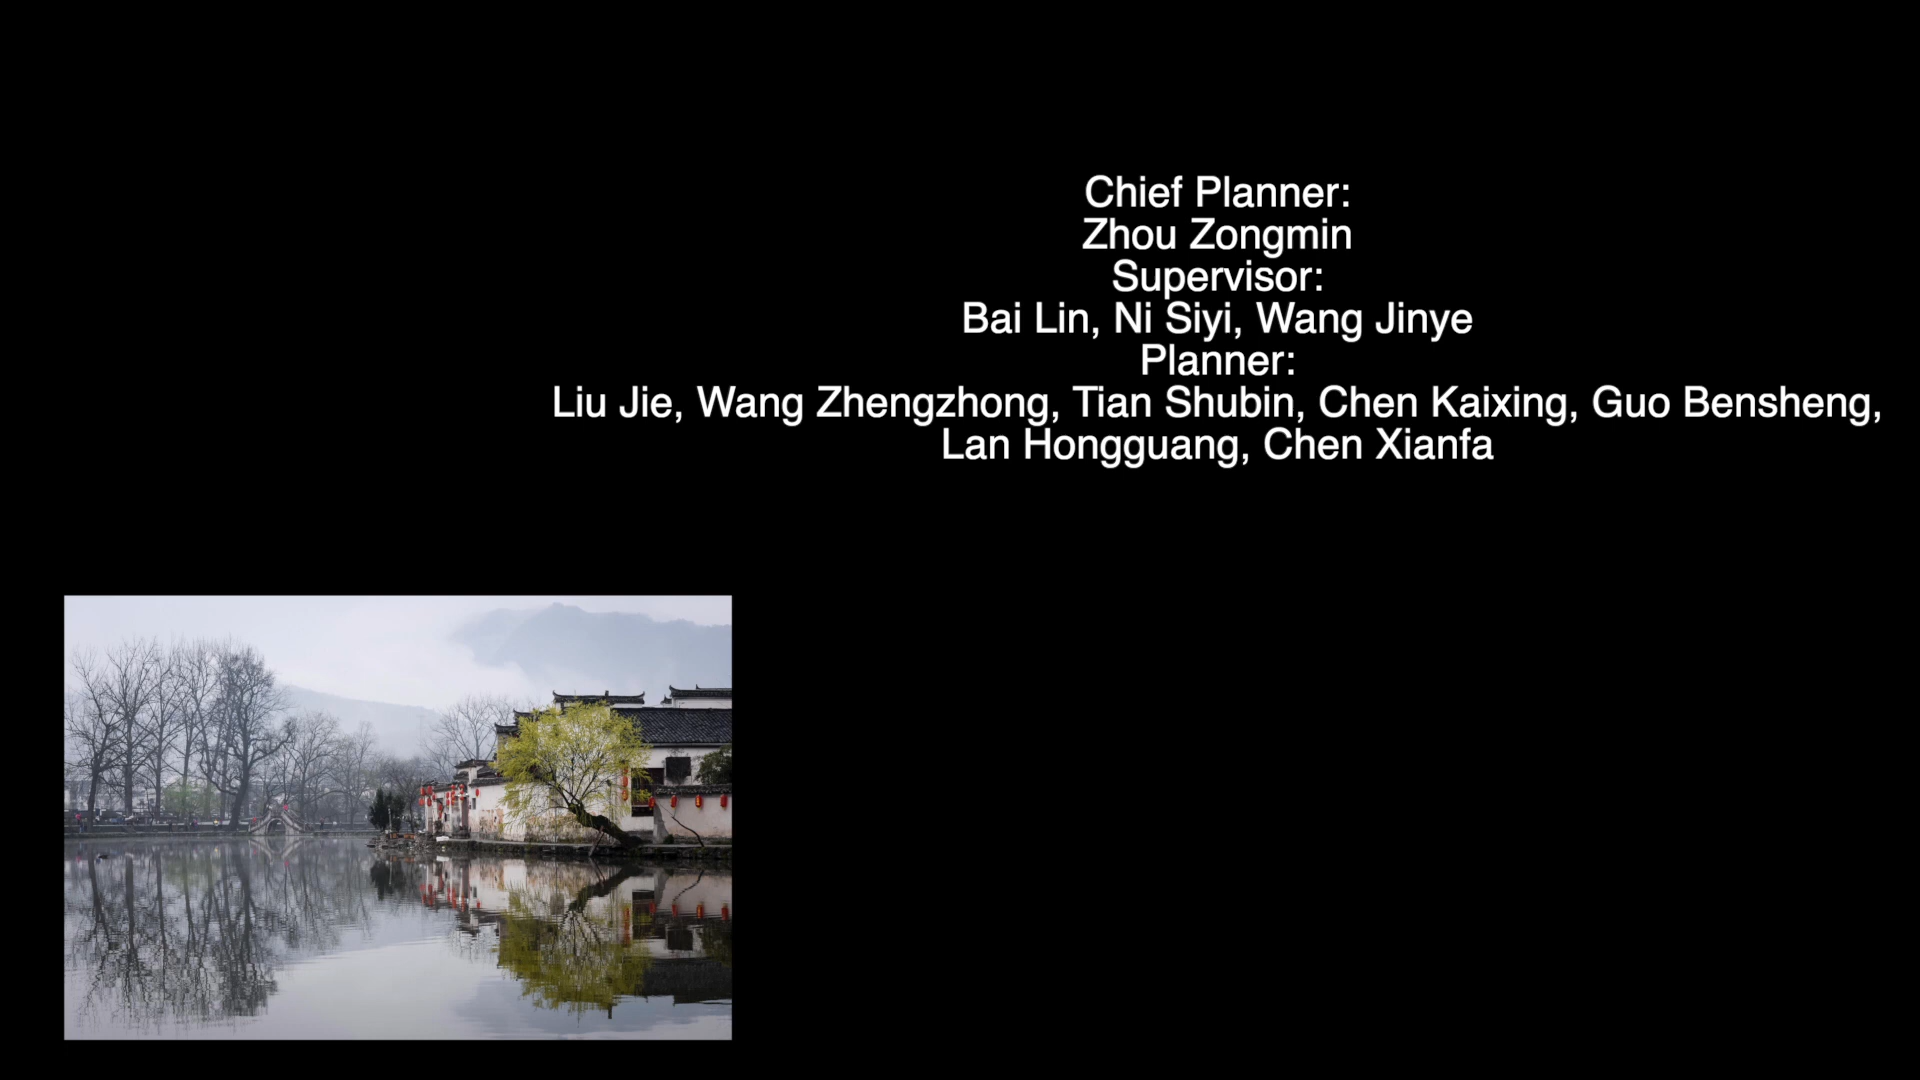 Chief Planner:
Zhou Zongmin
Supervisor:
Bai Lin, Ni Siyi, Wang Jinye
Planner:
Liu Jie, Wang Zhengzhong, Tian Shubin, Chen Kaixing, Guo Bensheng,
Lan Hongguang, Chen Xianfa